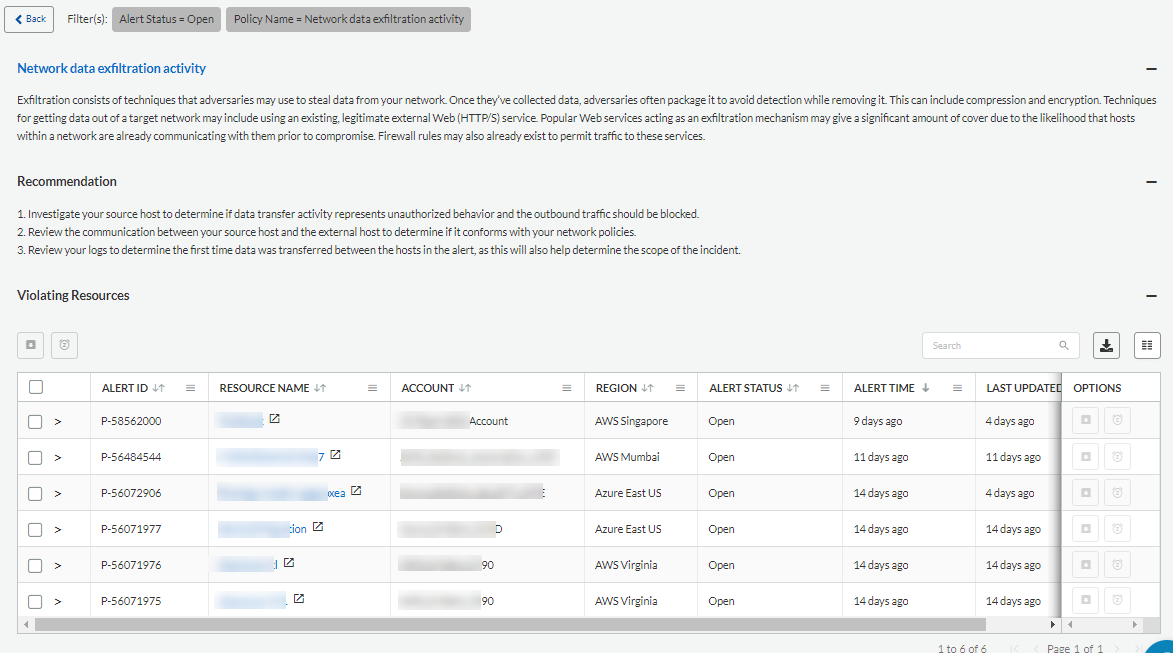 Back Filter(s): Alert Status = Open Policy Name = Network data exfiltration activity
Network data exfiltration activity
Exfiltration consists of techniques that adversaries may use to steal data from your network. Once they've collected data, adversaries often package it to avoid detection while removing it. This can include compression and encryption. Techniques
for getting data out of a target network may include using an existing, legitimate external Web (HTTP/S) service. Popular Web services acting as an exfiltration mechanism may give a significant amount of cover due to the likelihood that hosts
within a network are already communicating with them prior to compromise. Firewall rules may also already exist to permit traffic to these services.
Recommendation
1. Investigate your source host to determine if data transfer activity represents unauthorized behavior and the outbound traffic should be blocked.
2. Review the communication between your source host and the external host to determine if it conforms with your network policies.
3. Review your logs to determine the first time data was transferred between the hosts in the alert, as this will also help determine the scope of the incident.
Violating Resources
Search
ALERT ID RESOURCE NAME ACCOUNT REGION ALERT STATUS ALERT TIME LAST UPDATED OPTIONS
P-58562000 Account AWS Singapore Open 9 days ago 4 days ago
P-56484544 7 AWS Mumbai Open 11 days ago 11 days ago
P-56072906 xea E Azure East US Open 14 days ago 4 days ago
P-56071977 tion D Azure East US Open 14 days ago 14 days ago
P-56071976 90 AWS Virginia Open 14 days ago 14 days ago
P-56071975 90 AWS Virginia Open 14 days ago 14 days ago
1 to 6 of 6 Page 1 of 1